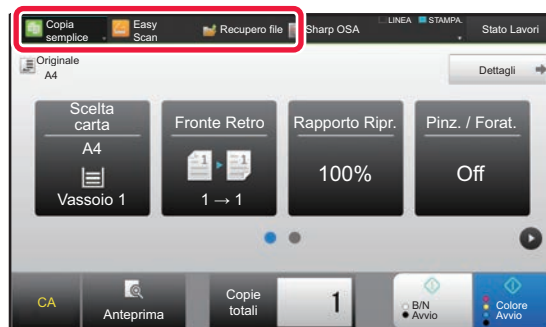 Copia semplice
Easy Scan
Recupero file
Sharp OSA
LINEA
STAMPA.
Stato Lavori
Originale
A4
Dettagli
Scelta carta
A4
Vassoio 1
Fronte Retro
1
1
1 → 1
Rapporto Ripr.
100%
Pinz. / Forat.
Off
CA
Anteprima
Copie totali
1
B/N Avvio
Colore Avvio